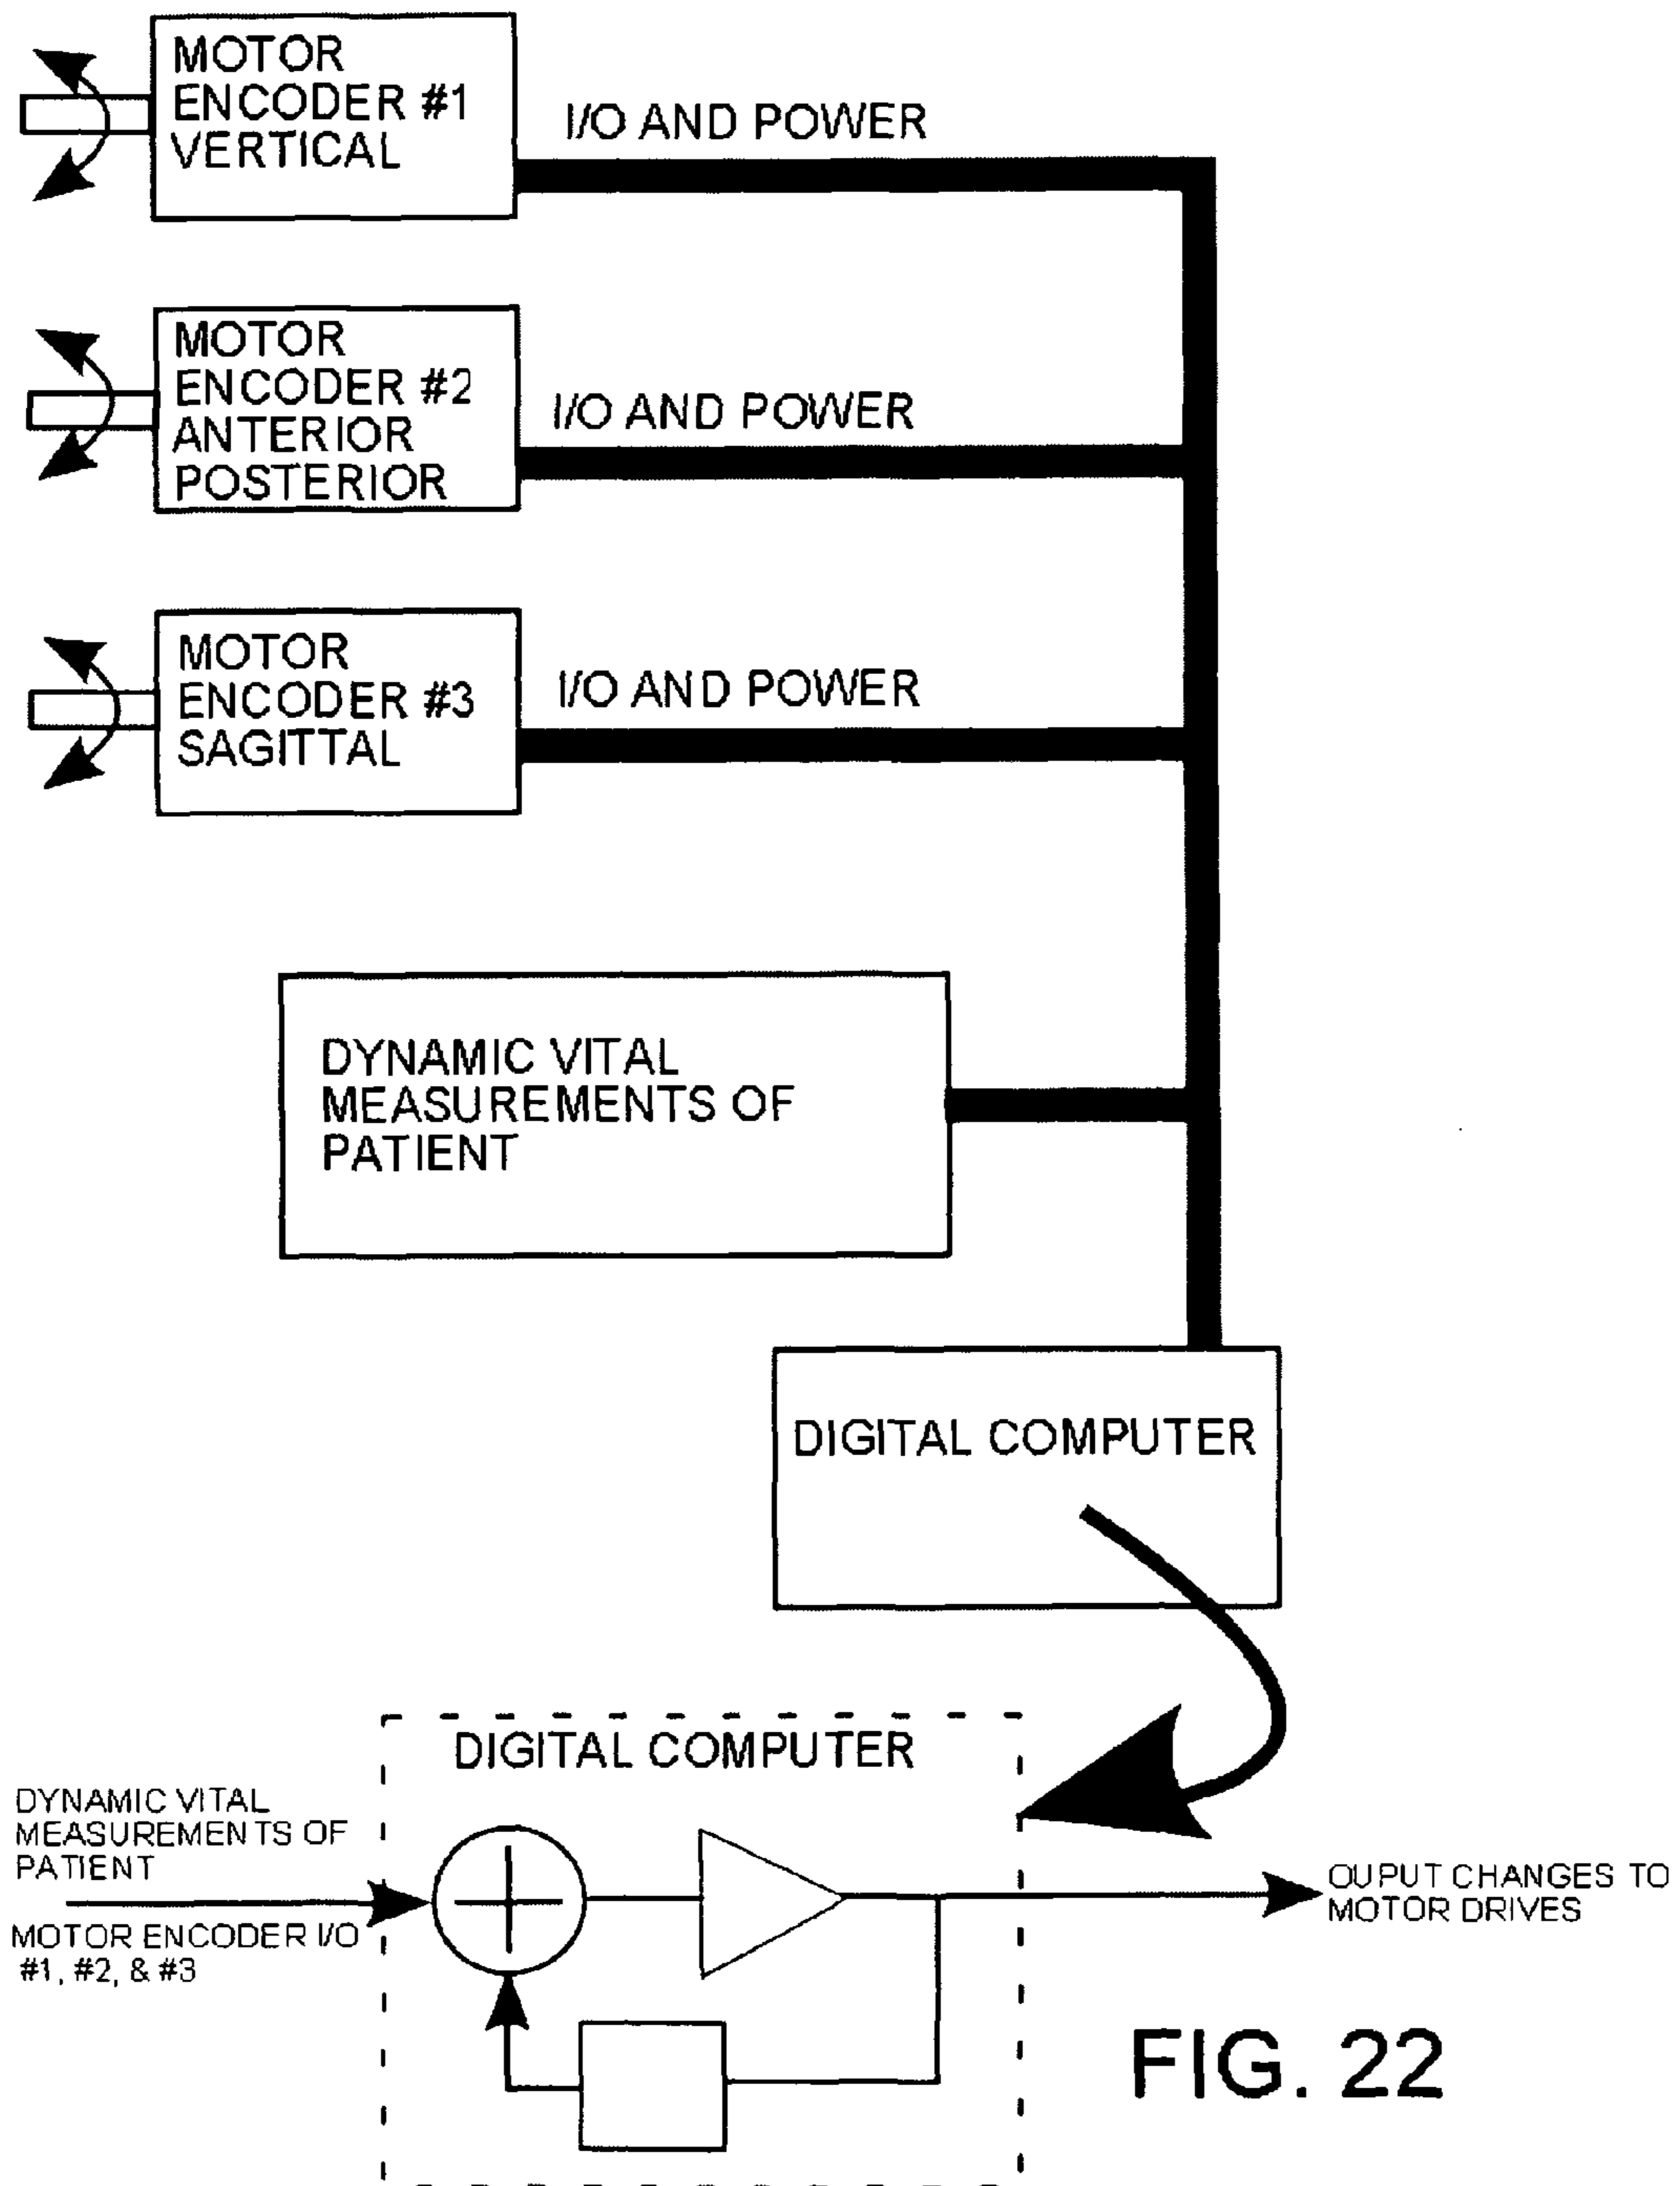 MOTOR
ENCODER #1
VERTICAL
I/O AND POWER
MOTOR
ENCODER #2
ANTERIOR
POSTERIOR
I/O AND POWER
MOTOR
ENCODER #3
SAGITTAL
I/O AND POWER
DYNAMIC VITAL
MEASUREMENTS OF
PATIENT
DIGITAL COMPUTER
DIGITAL COMPUTER
DYNAMIC VITAL
MEASUREMENTS OF
PATIENT
MOTOR ENCODER I/O
#1, #2, & #3
OUPUT CHANGES TO
MOTOR DRIVES
FIG. 22